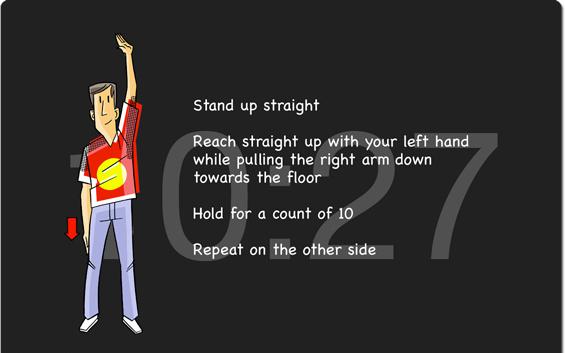 Stand up straight
Reach straight up with your left hand
while pulling the right arm down
towards the floor
Hold for a count of 10
Repeat on the other side
10:27